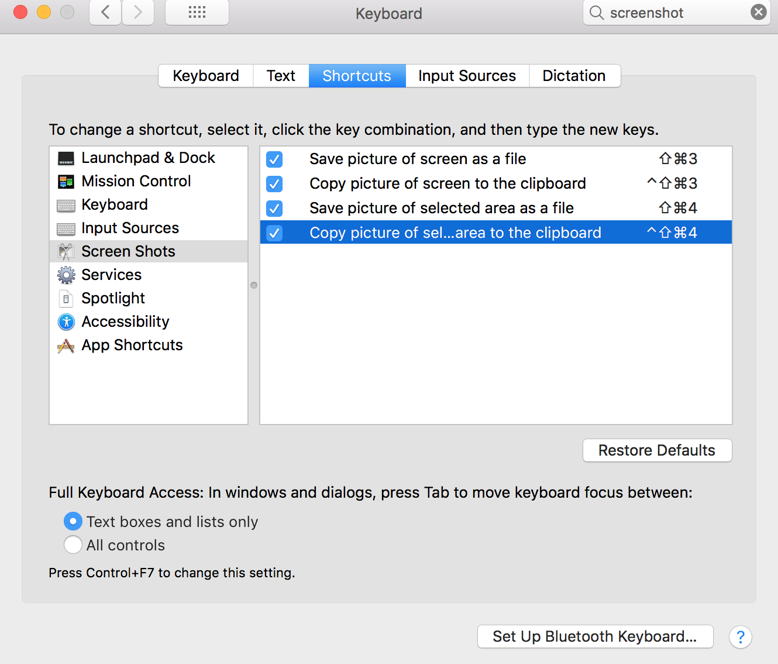 Keyboard
screenshot
Keyboard
Text
Shortcuts
Input Sources
Dictation
To change a shortcut, select it, click the key combination, and then type the new keys.
Launchpad & Dock
Mission Control
Keyboard
Input Sources
Screen Shots
Services
Spotlight
Accessibility
App Shortcuts
Save picture of screen as a file ⇧⌘3
Copy picture of screen to the clipboard ^⇧⌘3
Save picture of selected area as a file ⇧⌘4
Copy picture of sel...area to the clipboard ^⇧⌘4
Restore Defaults
Full Keyboard Access: In windows and dialogs, press Tab to move keyboard focus between:
Text boxes and lists only
All controls
Press Control+F7 to change this setting.
Set Up Bluetooth Keyboard...
?